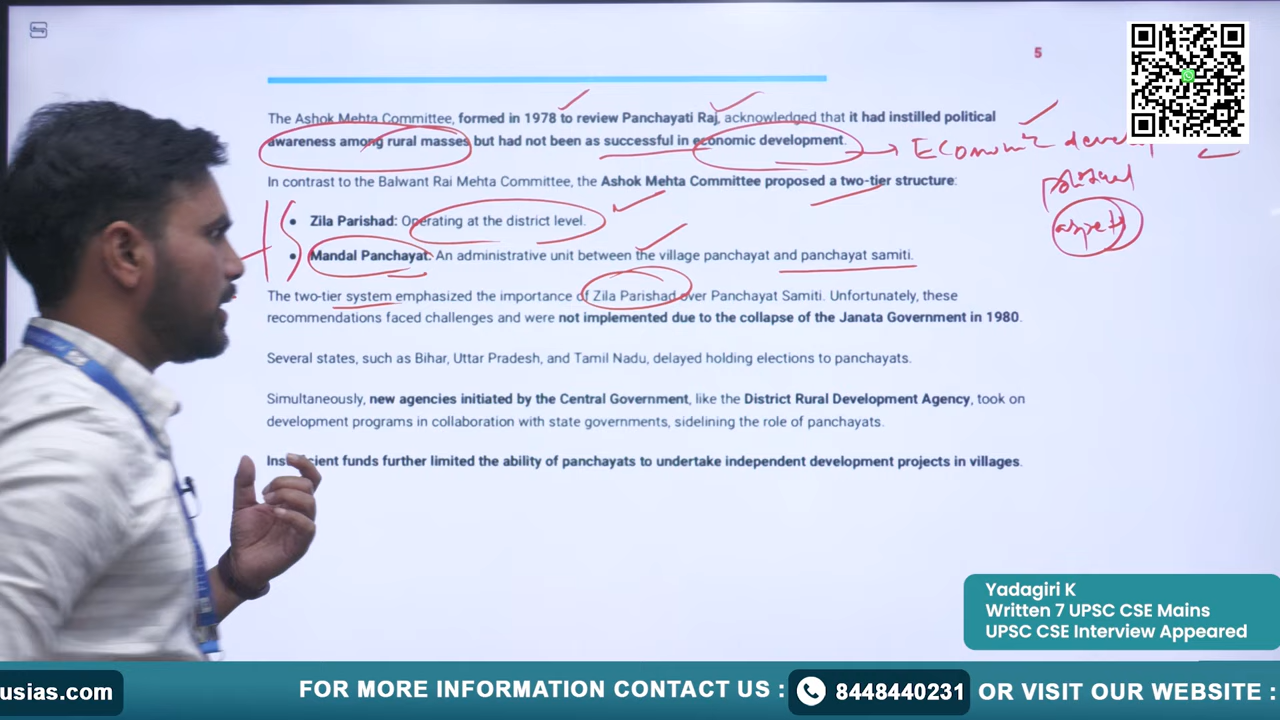 5
The Ashok Mehta Committee, formed in 1978 to review Panchayati Raj, acknowledged that it had instilled political
awareness among rural masses but had not been as successful in economic development.
Economic
political
aspects
In contrast to the Balwant Rai Mehta Committee, the Ashok Mehta Committee proposed a two-tier structure:
• Zila Parishad: Operating at the district level.
• Mandal Panchayat: An administrative unit between the village panchayat and panchayat samiti.
The two-tier system emphasized the importance of Zila Parishad over Panchayat Samiti. Unfortunately, these
recommendations faced challenges and were not implemented due to the collapse of the Janata Government in 1980.
Several states, such as Bihar, Uttar Pradesh, and Tamil Nadu, delayed holding elections to panchayats.
Simultaneously, new agencies initiated by the Central Government, like the District Rural Development Agency, took on
development programs in collaboration with state governments, sidelining the role of panchayats.
funds further limited the ability of panchayats to undertake independent development projects in villages.
Yadagiri K
Written 7 UPSC CSE Mains
UPSC CSE Interview Appeared
usias.com FOR MORE INFORMATION CONTACT US : 8448440231 OR VISIT OUR WEBSITE :